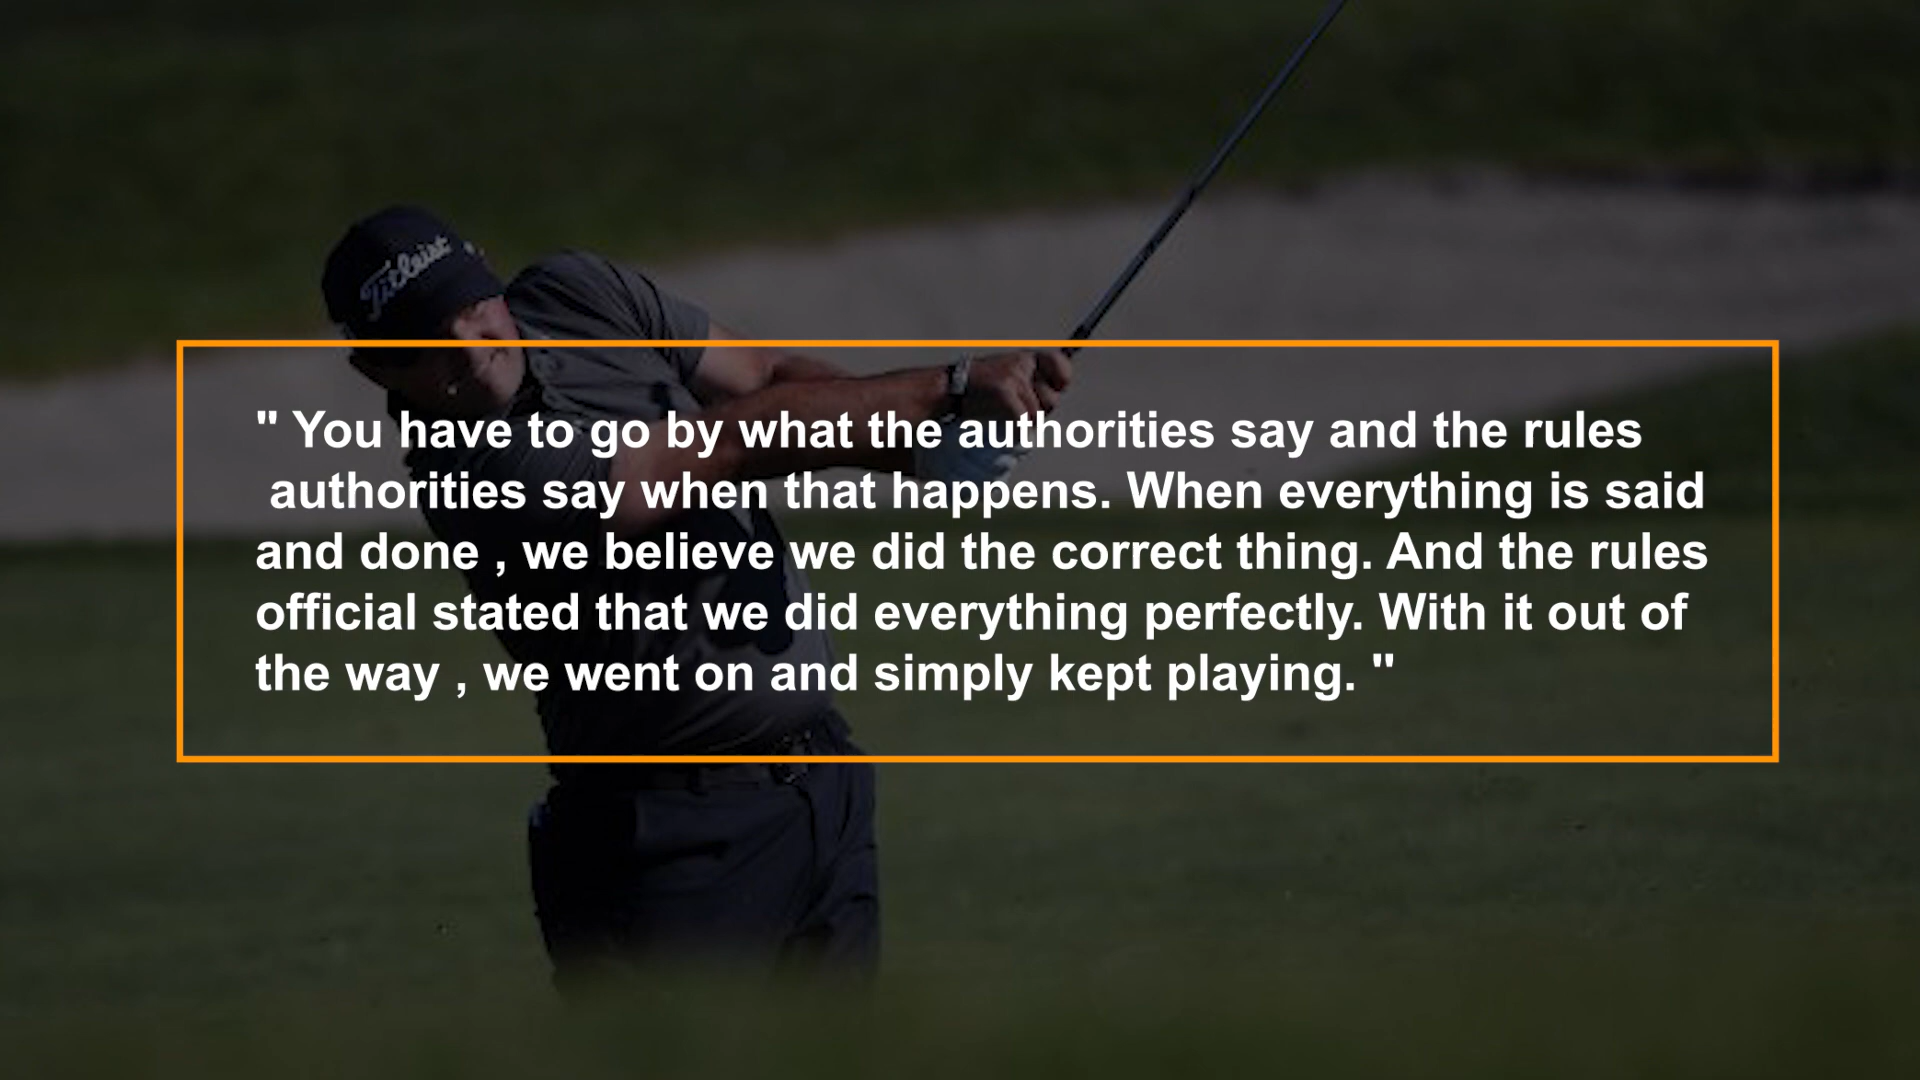 Titleist
" You have to go by what the authorities say and the rules
authorities say when that happens. When everything is said
and done , we believe we did the correct thing. And the rules
official stated that we did everything perfectly. With it out of
the way , we went on and simply kept playing. "